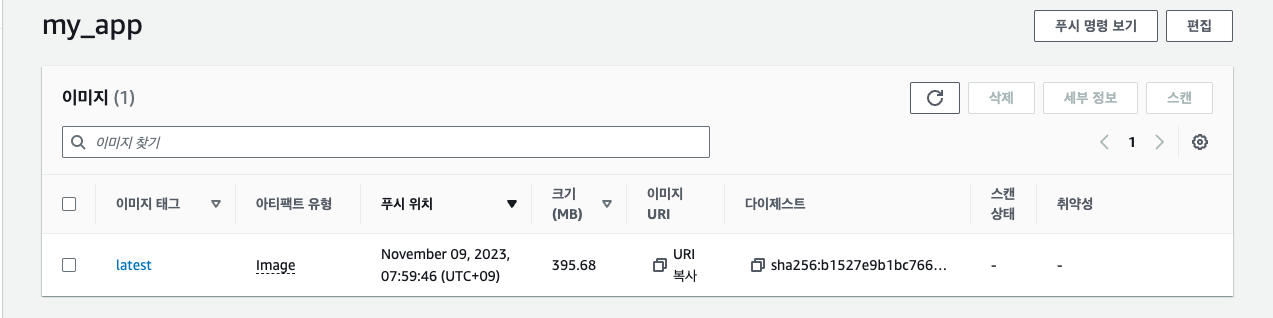 my_app
푸시 명령 보기
편집
이미지 (1)
삭제
세부 정보
스캔
이미지 찾기
1
이미지 태그
아티팩트 유형
푸시 위치
크기
(MB)
이미지
URI
다이제스트
스캔
상태
취약성
latest
Image
November 09, 2023,
07:59:46 (UTC+09)
395.68
URI
복사
sha256:b1527e9b1bc766...
-
-